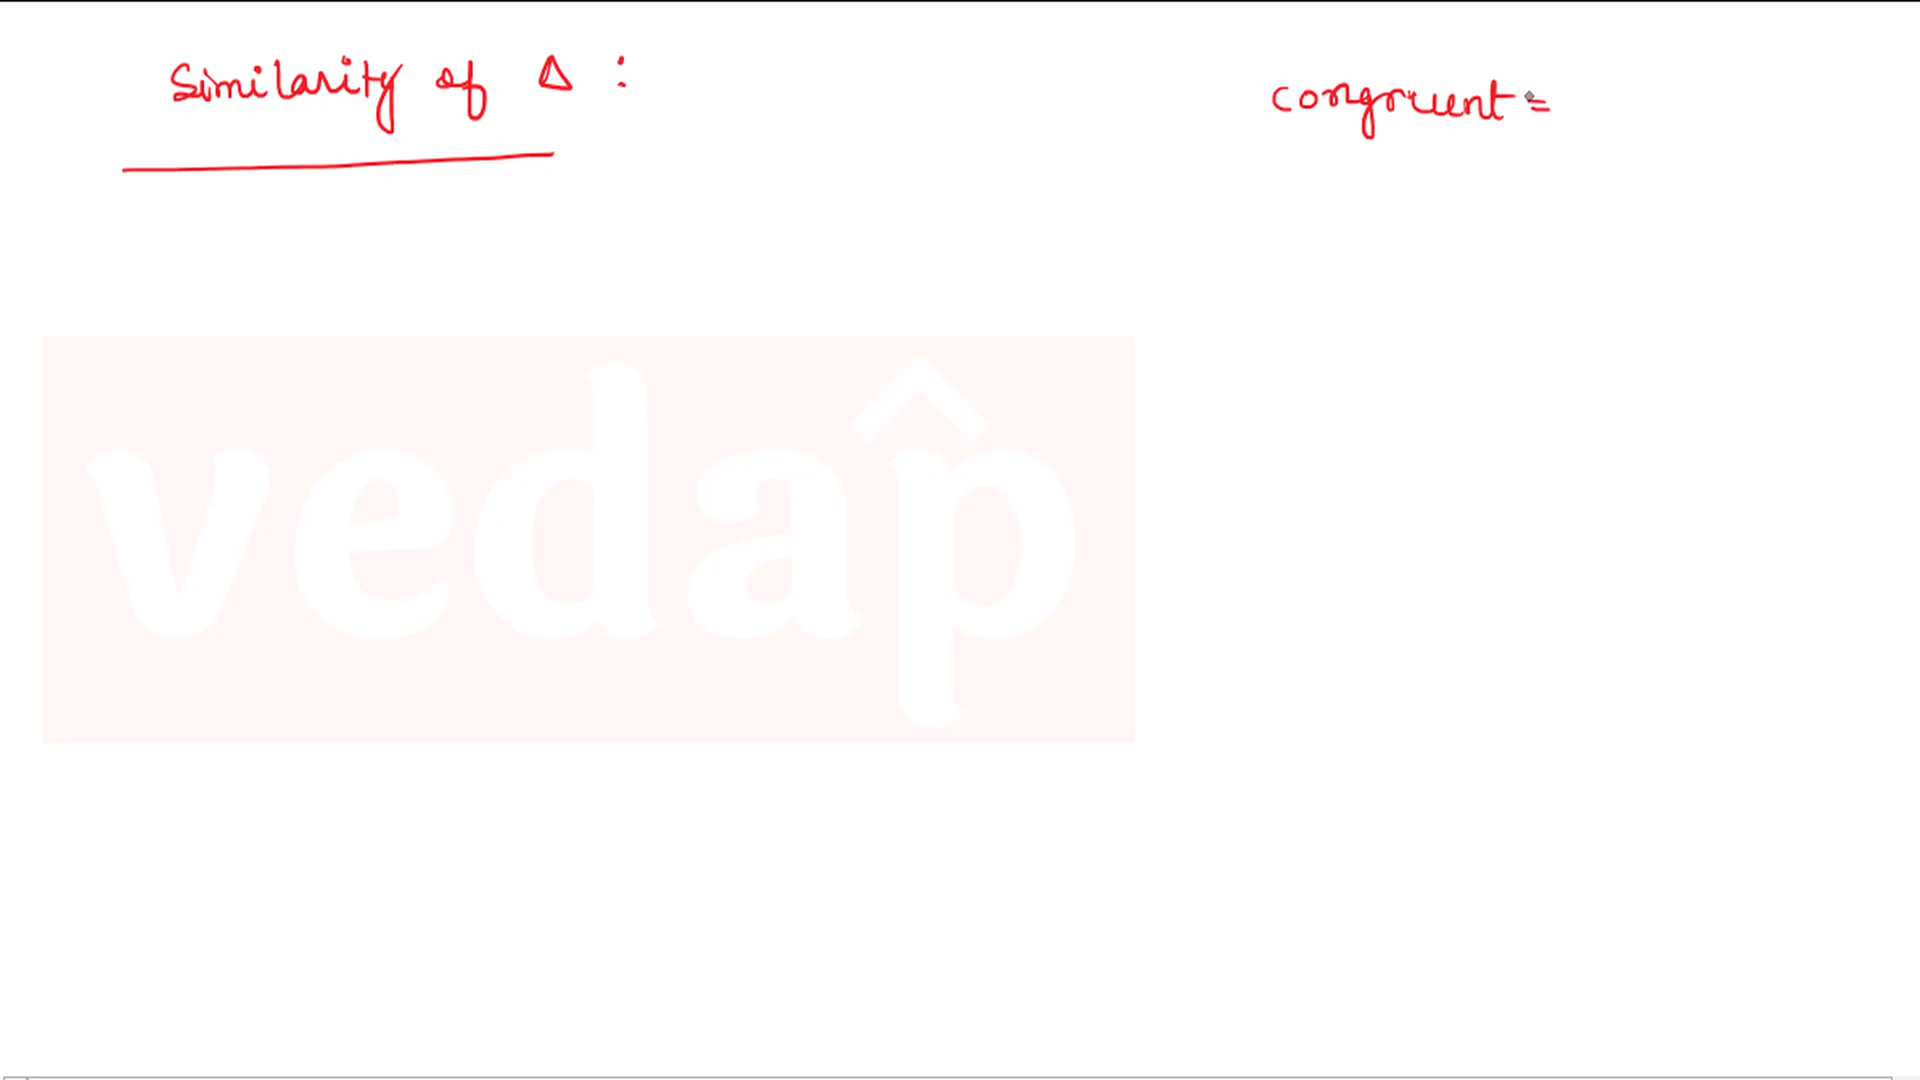 Similarity of Δ :
congruent =
vedap̂